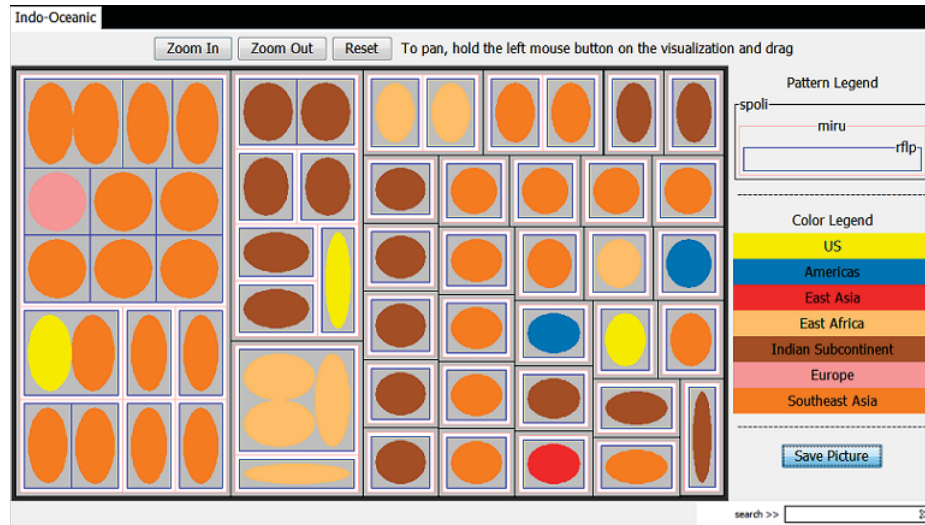 Indo-Oceanic
Zoom In Zoom Out Reset To pan, hold the left mouse button on the visualization and drag
Pattern Legend
spoli
miru
rflp
Color Legend
US
Americas
East Asia
East Africa
Indian Subcontinent
Europe
Southeast Asia
Save Picture
search >>